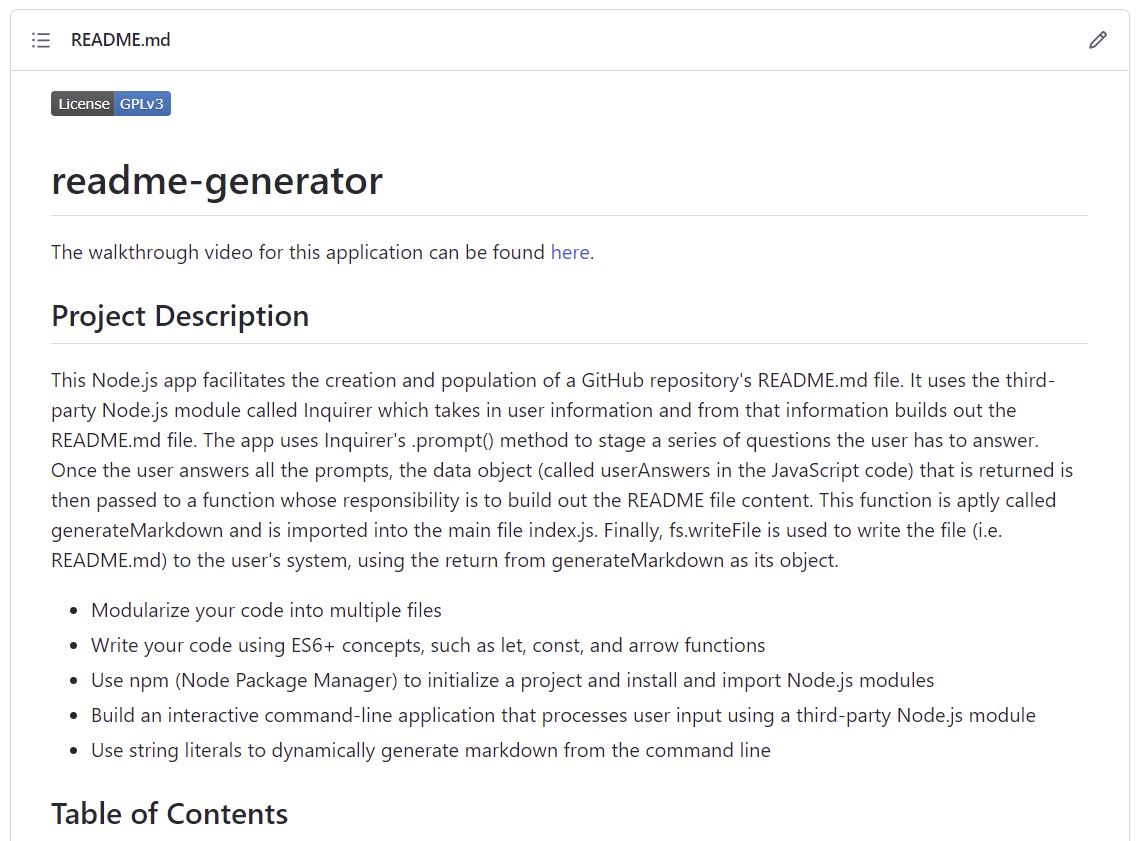 README.md
License GPLv3
readme-generator
The walkthrough video for this application can be found here.
Project Description
This Node.js app facilitates the creation and population of a GitHub repository's README.md file. It uses the third-
party Node.js module called Inquirer which takes in user information and from that information builds out the
README.md file. The app uses Inquirer's .prompt() method to stage a series of questions the user has to answer.
Once the user answers all the prompts, the data object (called userAnswers in the JavaScript code) that is returned is
then passed to a function whose responsibility is to build out the README file content. This function is aptly called
generateMarkdown and is imported into the main file index.js. Finally, fs.writeFile is used to write the file (i.e.
README.md) to the user's system, using the return from generateMarkdown as its object.
• Modularize your code into multiple files
• Write your code using ES6+ concepts, such as let, const, and arrow functions
• Use npm (Node Package Manager) to initialize a project and install and import Node.js modules
• Build an interactive command-line application that processes user input using a third-party Node.js module
• Use string literals to dynamically generate markdown from the command line
Table of Contents